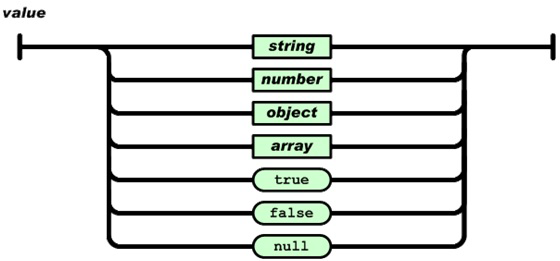 value
string
number
object
array
true
false
null